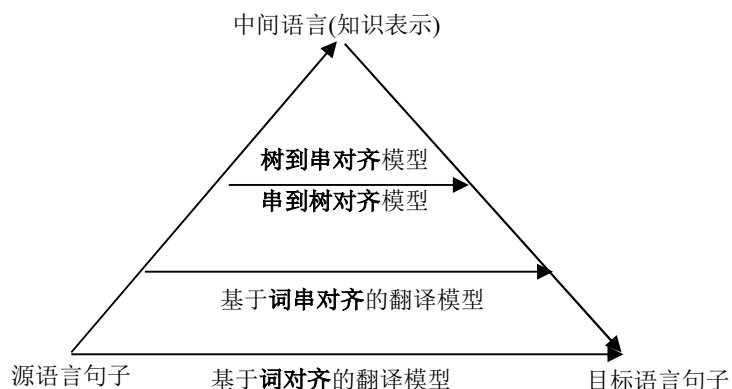 中间语言(知识表示)
树到串对齐模型
串到树对齐模型
基于词串对齐的翻译模型
源语言句子
基于词对齐的翻译模型
目标语言句子